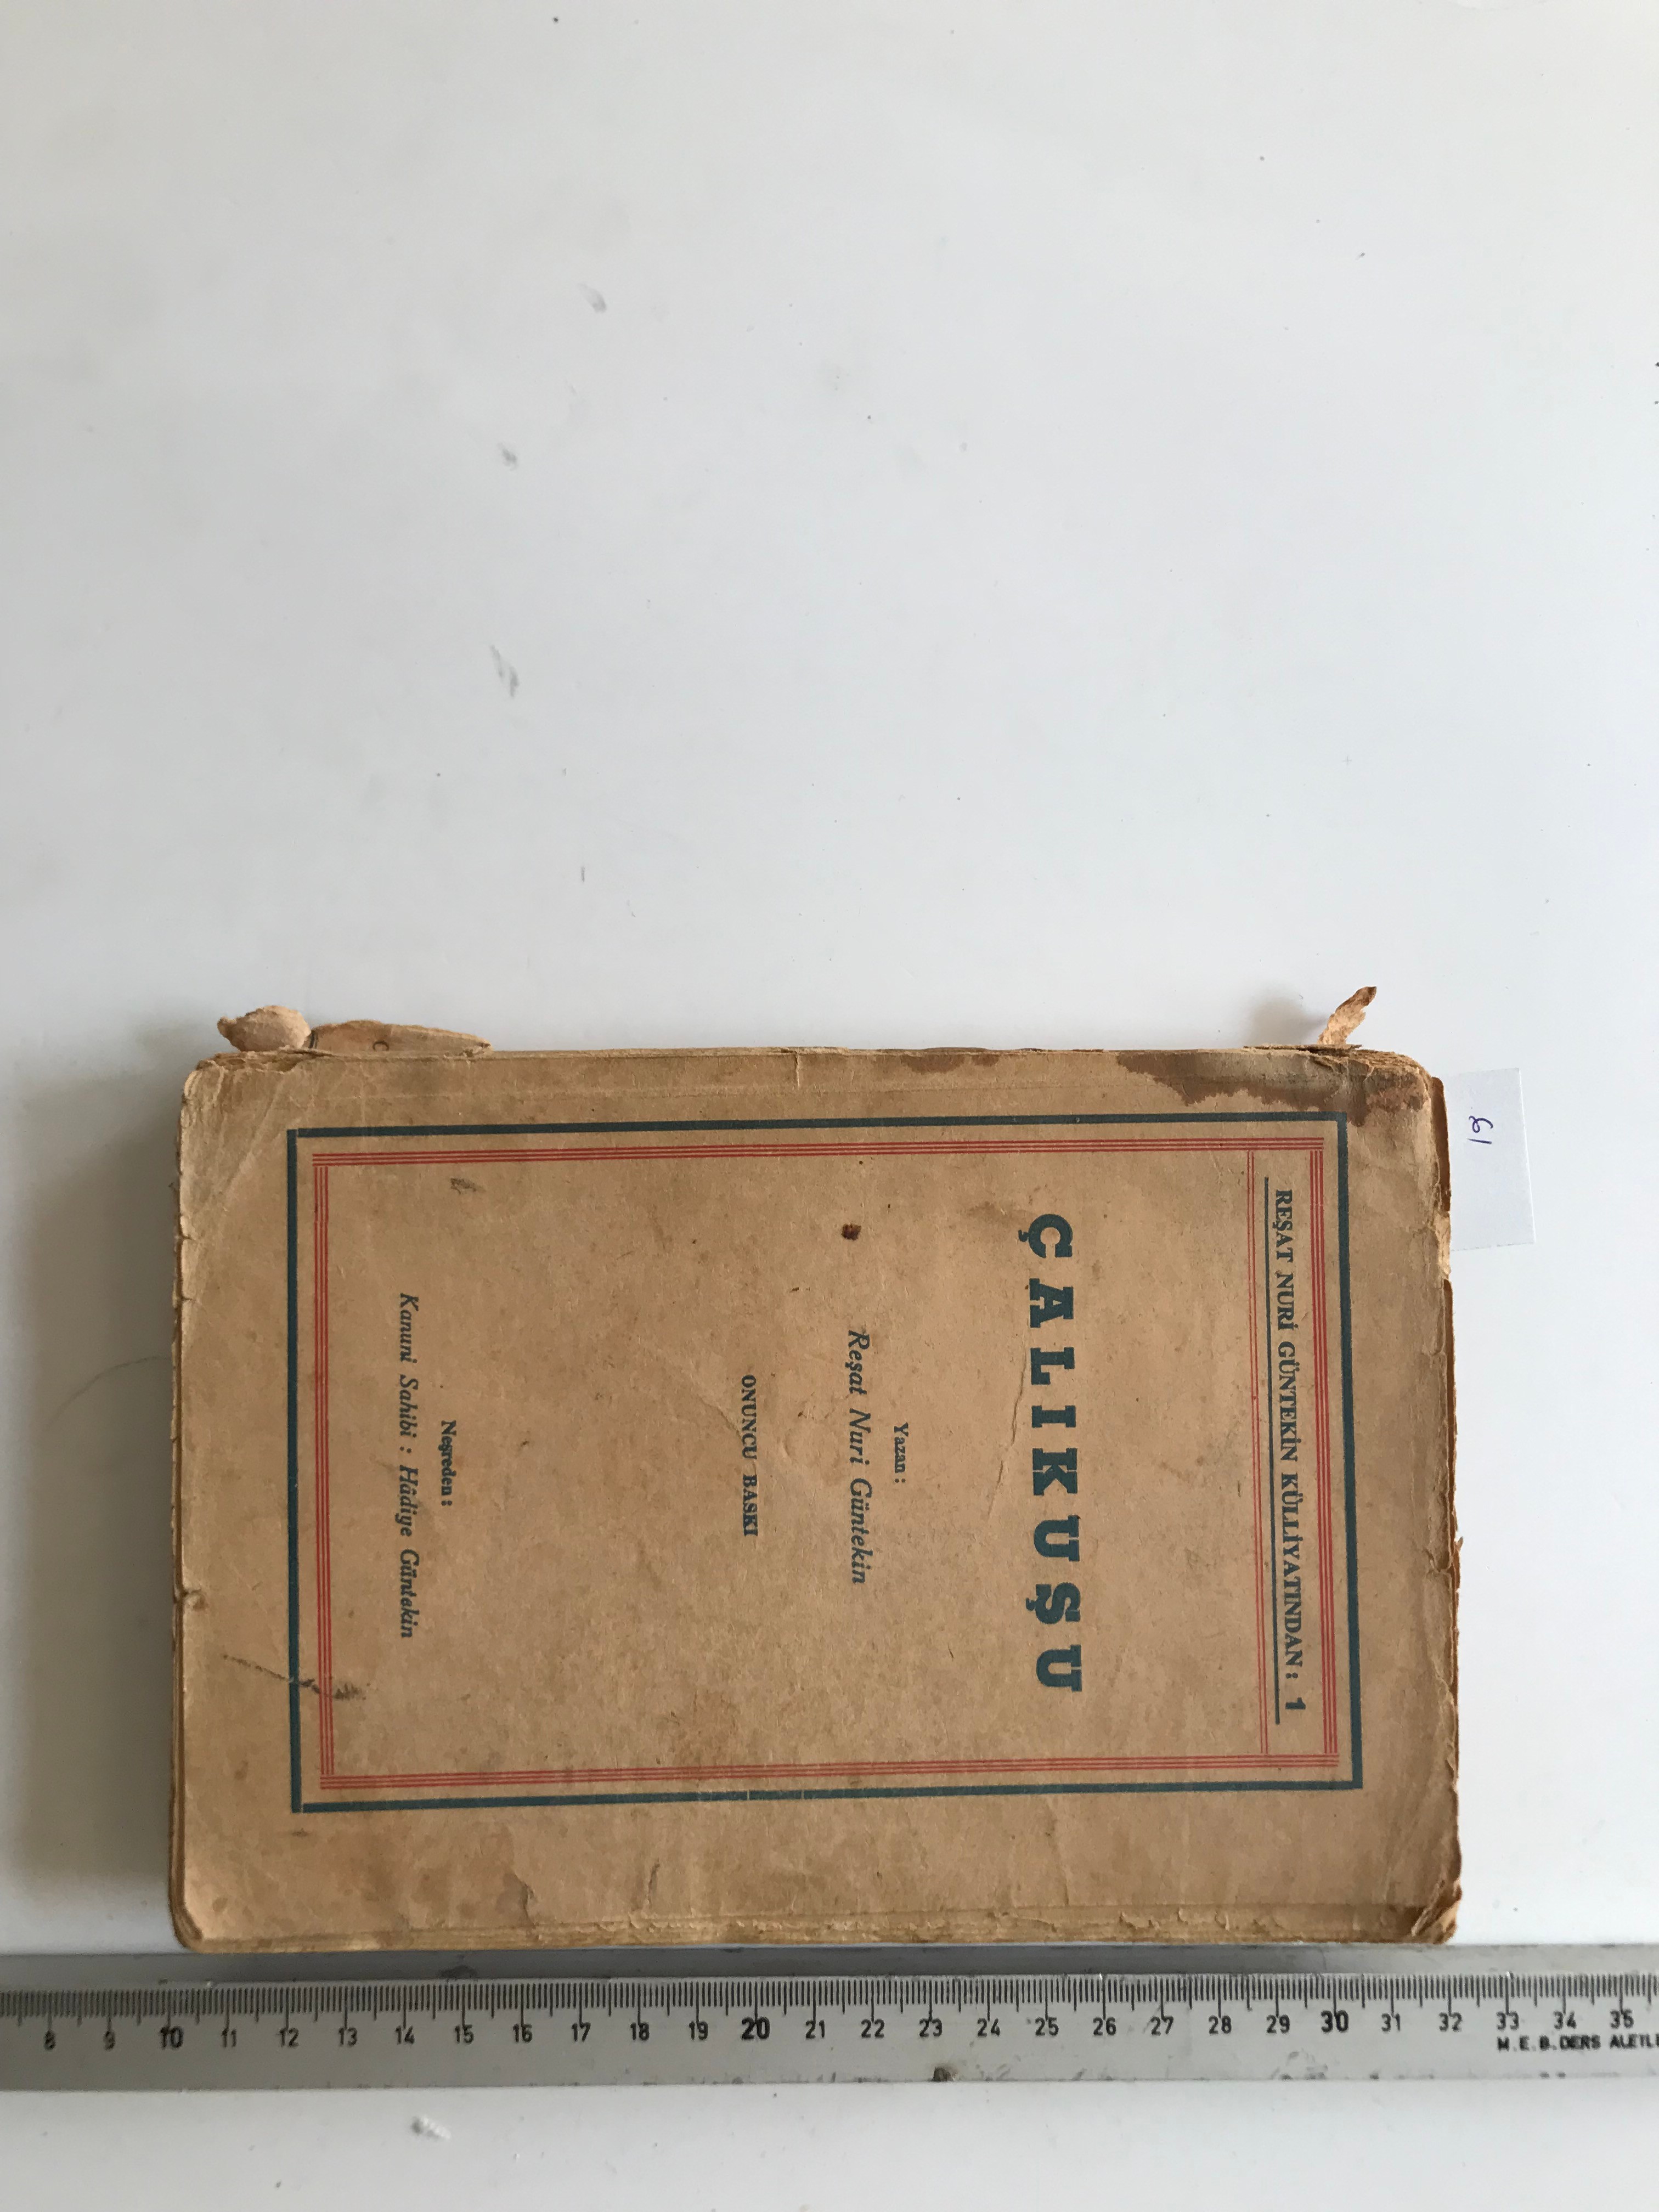 REŞAT NURİ GÜNTEKİN KÜLLİYATINDAN: 1
ÇALIKUŞU
Yazan:
Reşat Nuri Güntekin
ONUNCU BASKI
Neşreden:
Kanuni Sahibi : Hâdiye Güntekin
19
8 9 10 11 12 13 14 15 16 17 18 19 20 21 22 23 24 25 26 27 28 29 30 31 32 33 34 35
M.E.B. DERS